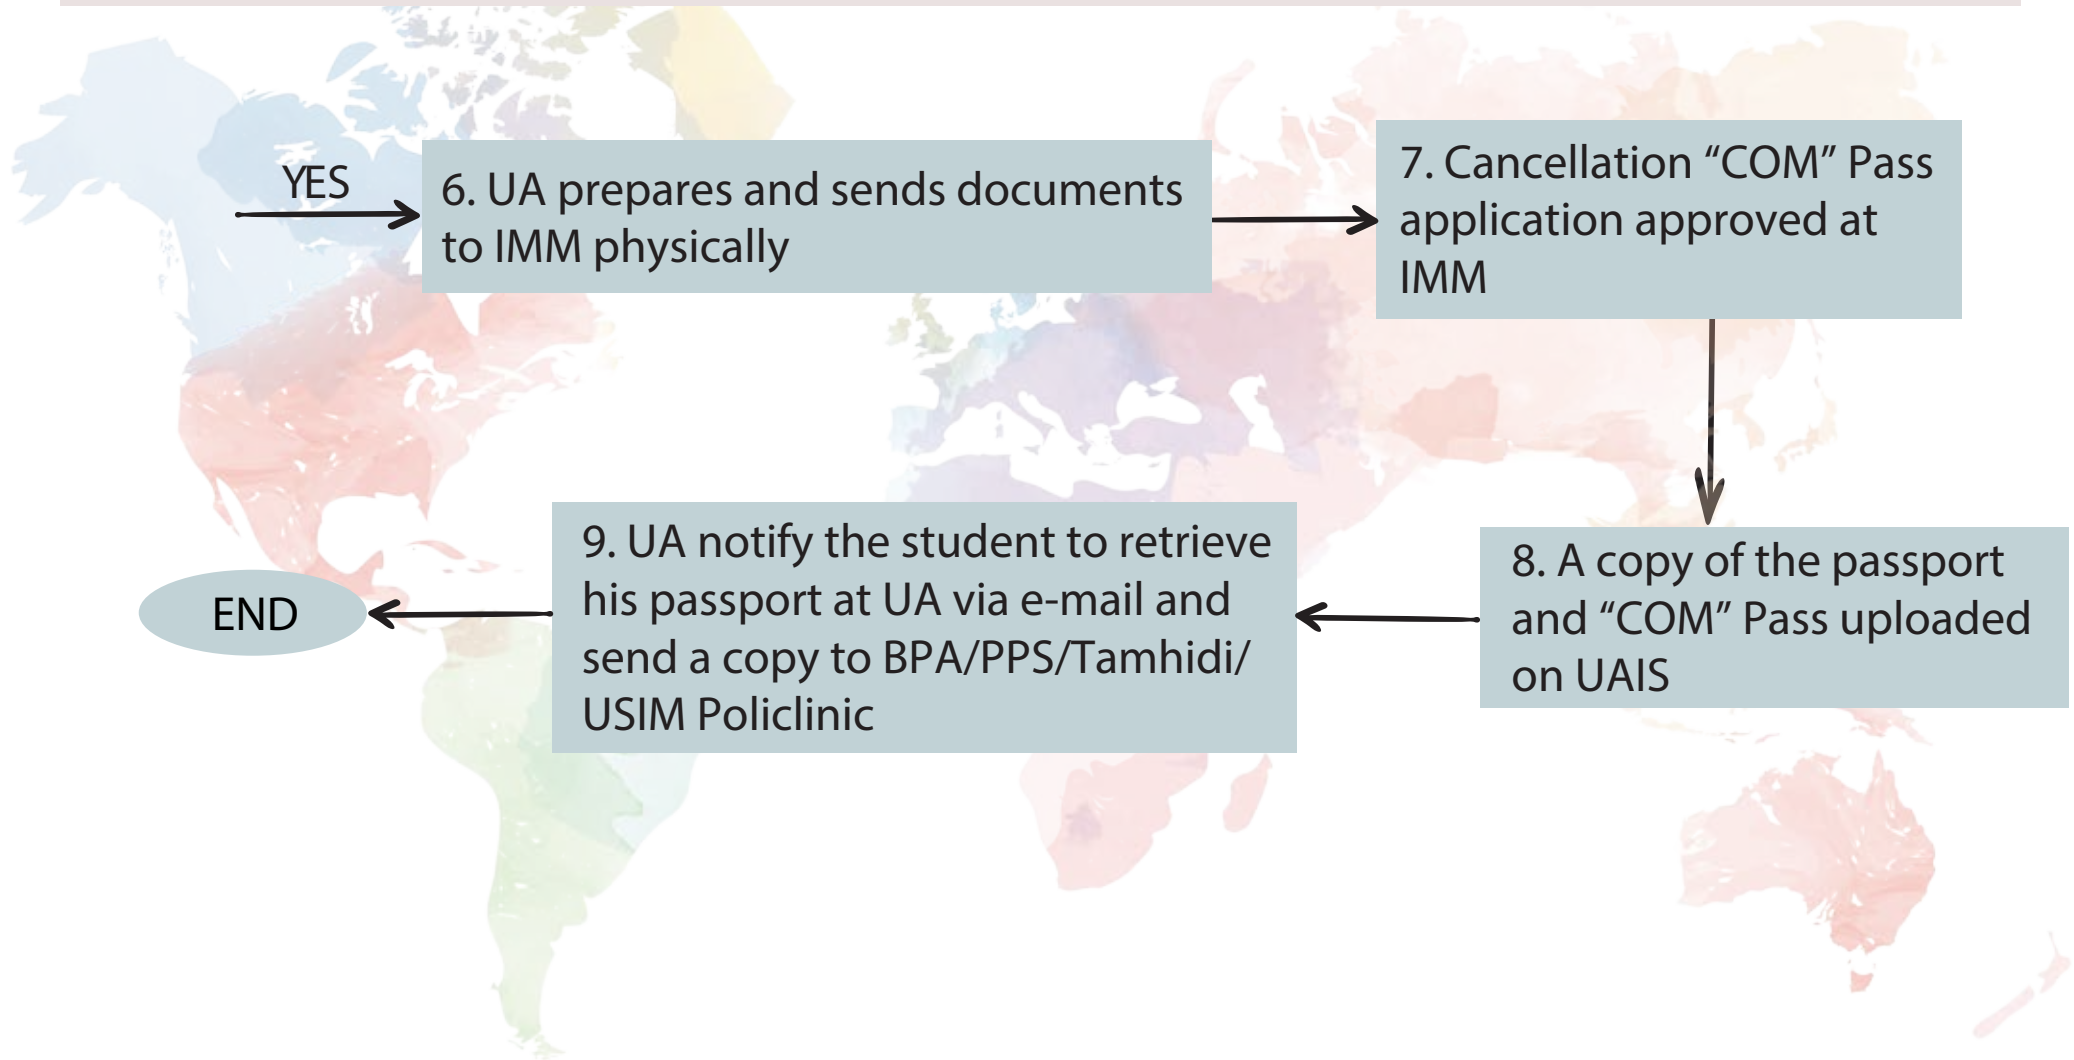 YES
6. UA prepares and sends documents
to IMM physically
7. Cancellation “COM” Pass
application approved at
IMM
8. A copy of the passport
and “COM” Pass uploaded
on UAIS
9. UA notify the student to retrieve
his passport at UA via e-mail and
send a copy to BPA/PPS/Tamhidi/
USIM Policlinic
END